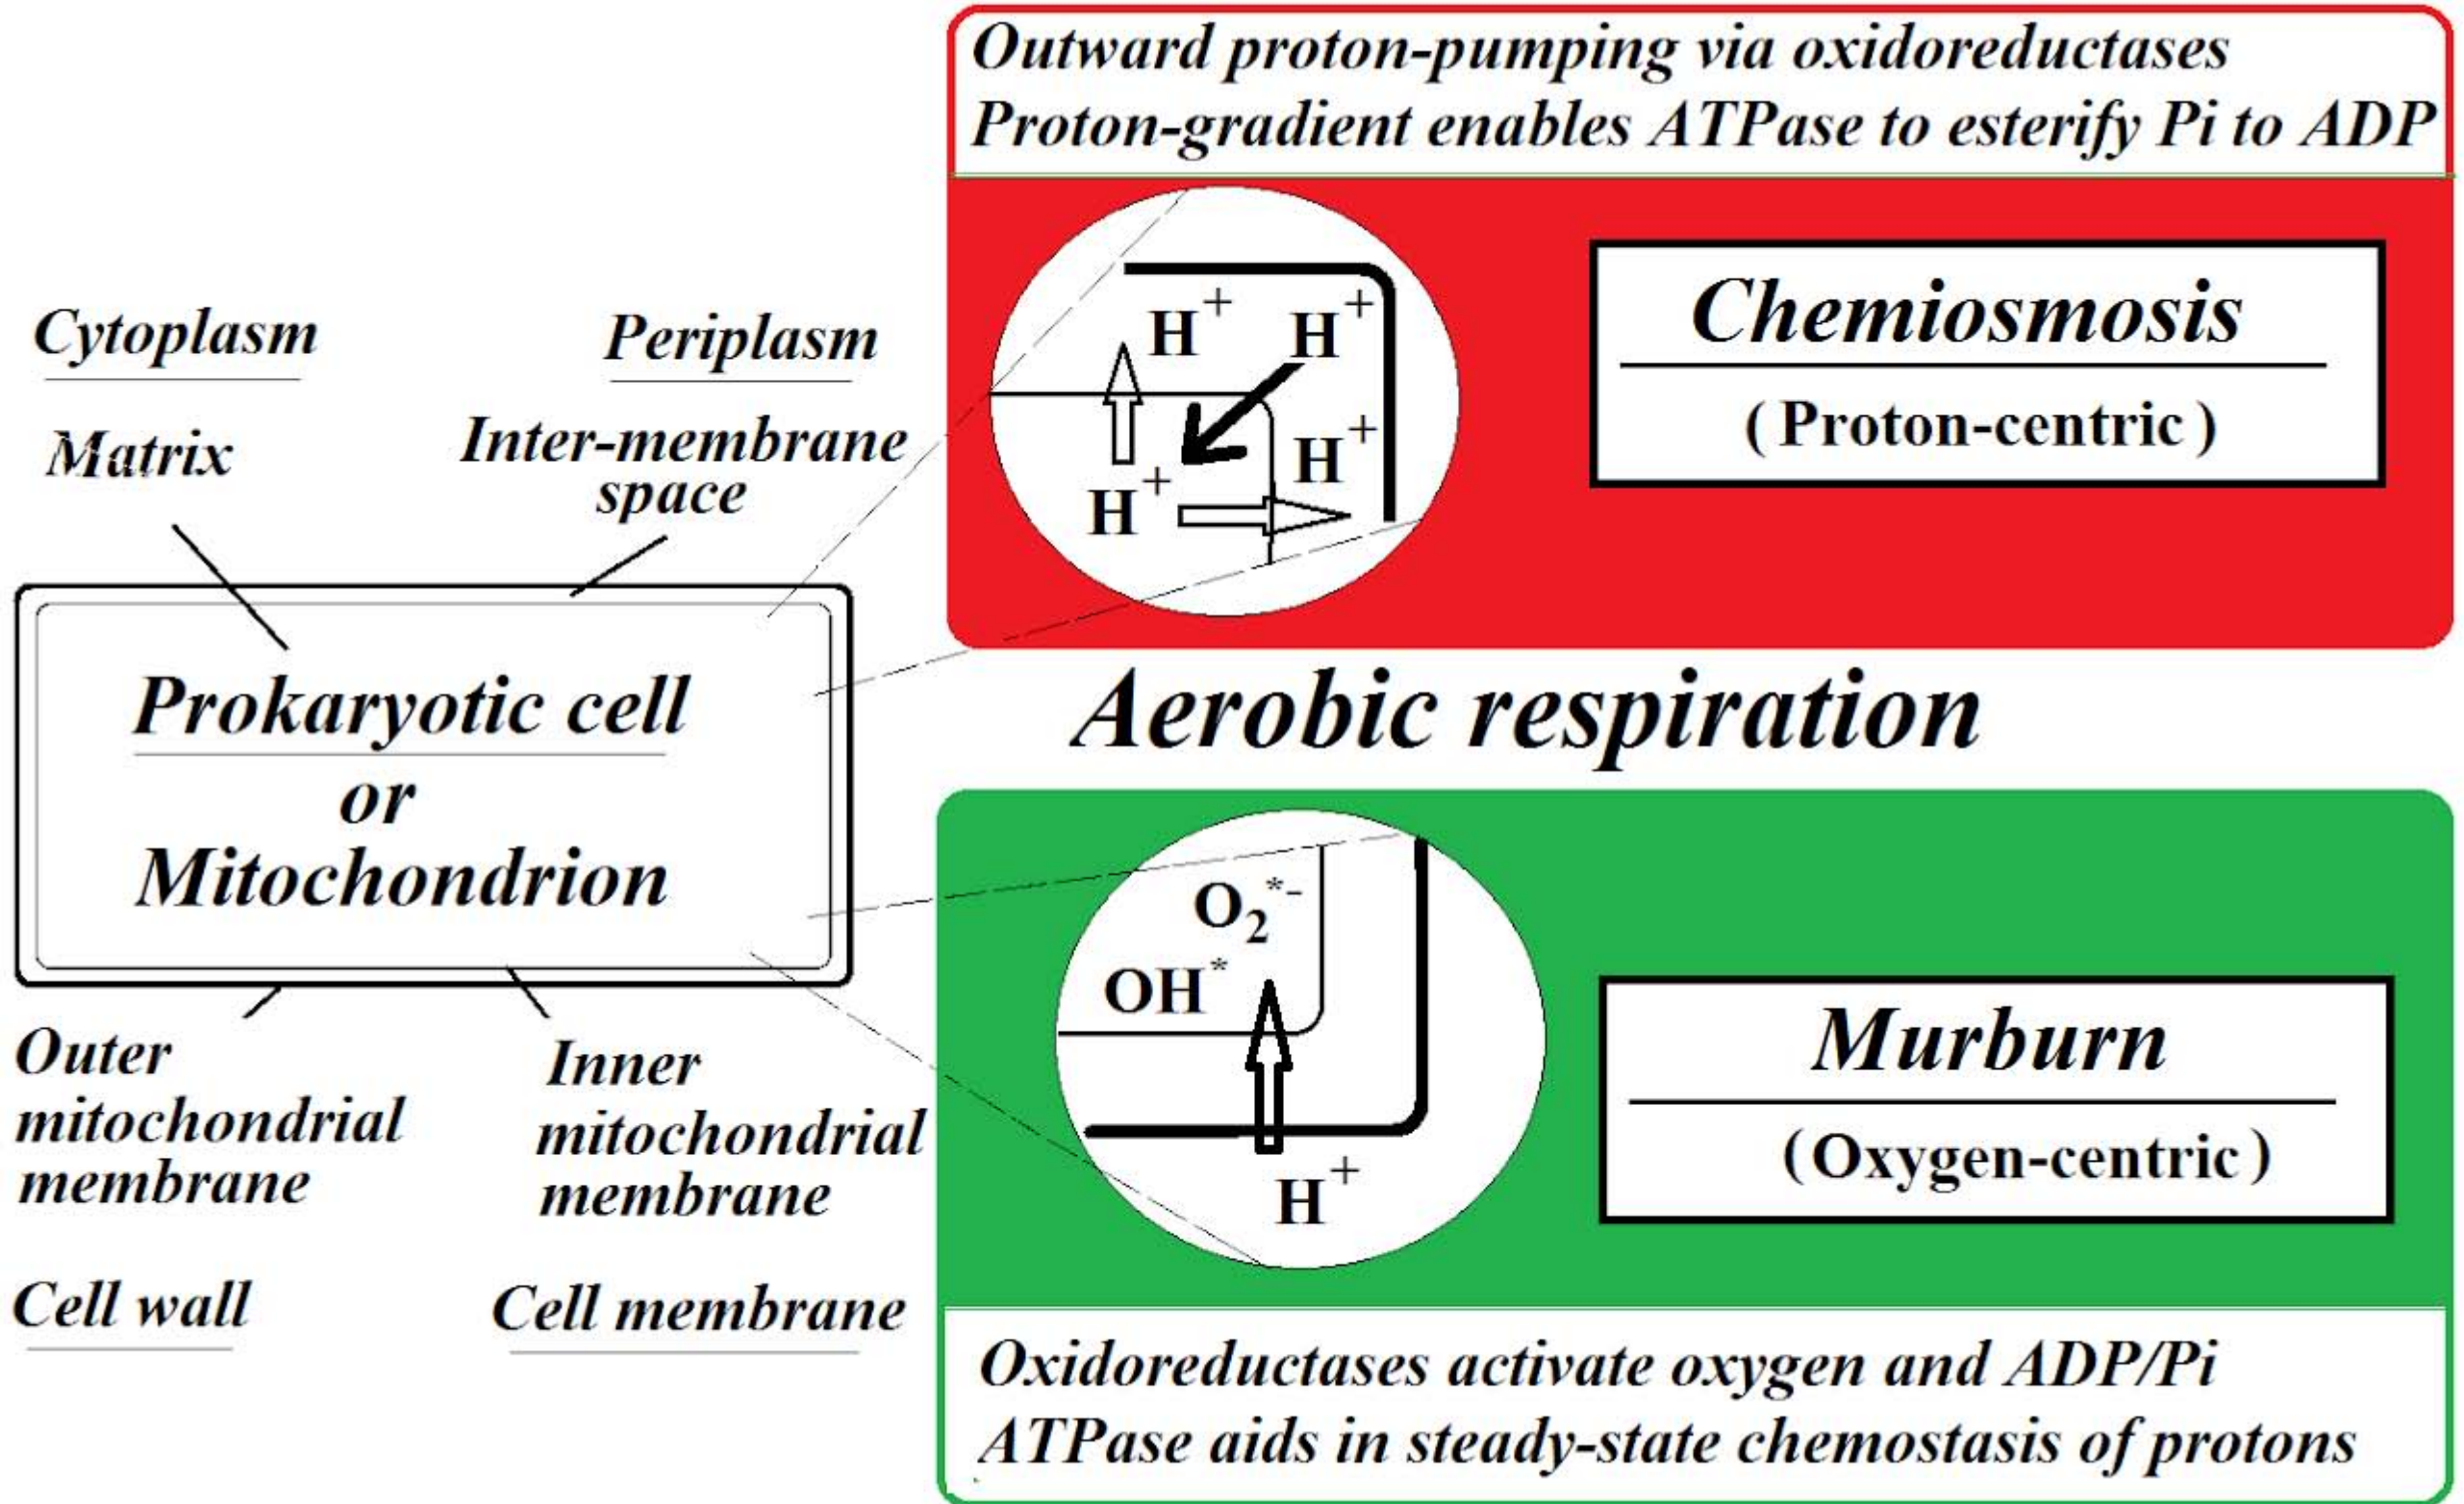 Outward proton-pumping via oxidoreductases
Proton-gradient enables ATPase to esterify Pi to ADP
H+ H+
H+
H+
Chemiosmosis
( Proton-centric )
Cytoplasm
Matrix
Periplasm
Inter-membrane
space
Prokaryotic cell
or
Mitochondrion
Outer
mitochondrial
membrane
Cell wall
Inner
mitochondrial
membrane
Cell membrane
Aerobic respiration
O2*-
OH*
H+
Murburn
( Oxygen-centric )
Oxidoreductases activate oxygen and ADP/Pi
ATPase aids in steady-state chemostasis of protons